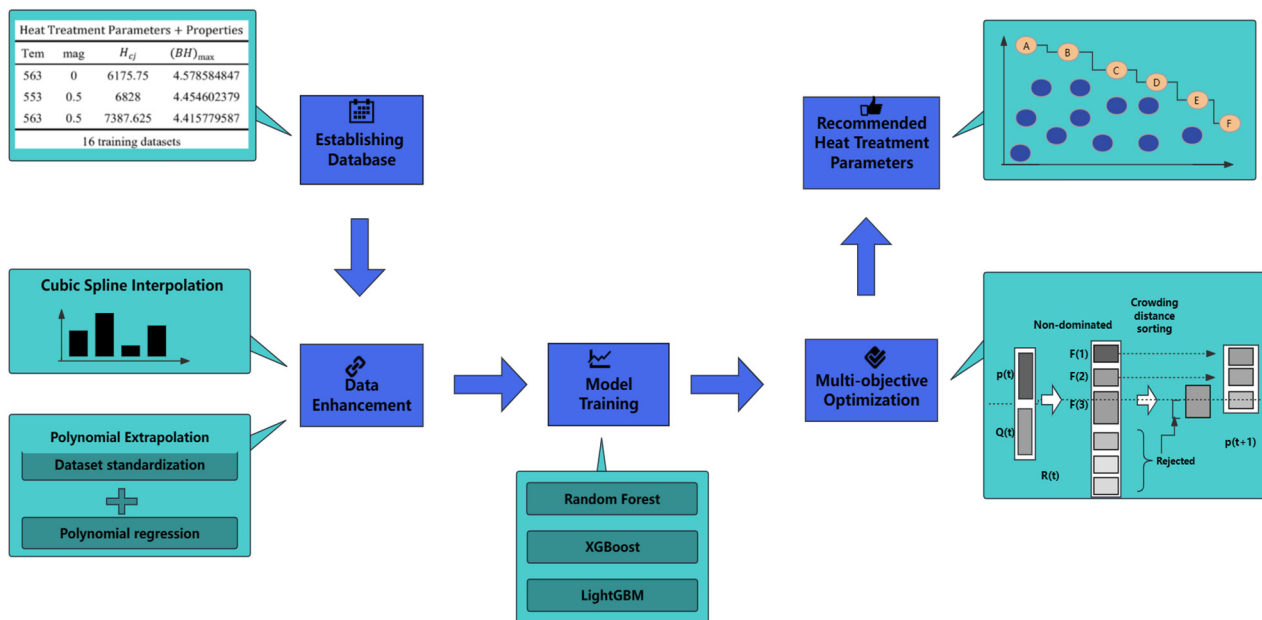 Heat Treatment Parameters + Properties
Tem mag H_cj (BH)_max
563 0 6175.75 4.578584847
553 0.5 6828 4.454602379
563 0.5 7387.625 4.415779587
16 training datasets
Establishing
Database
Recommended
Heat Treatment
Parameters
A
B
C
D
E
F
Cubic Spline Interpolation
Data
Enhancement
Polynomial Extrapolation
Dataset standardization
Polynomial regression
Model
Training
Random Forest
XGBoost
LightGBM
Multi-objective
Optimization
Crowding
distance
sorting
Non-dominated
F(1)
p(t)
F(2)
F(3)
Q(t)
p(t+1)
Rejected
R(t)